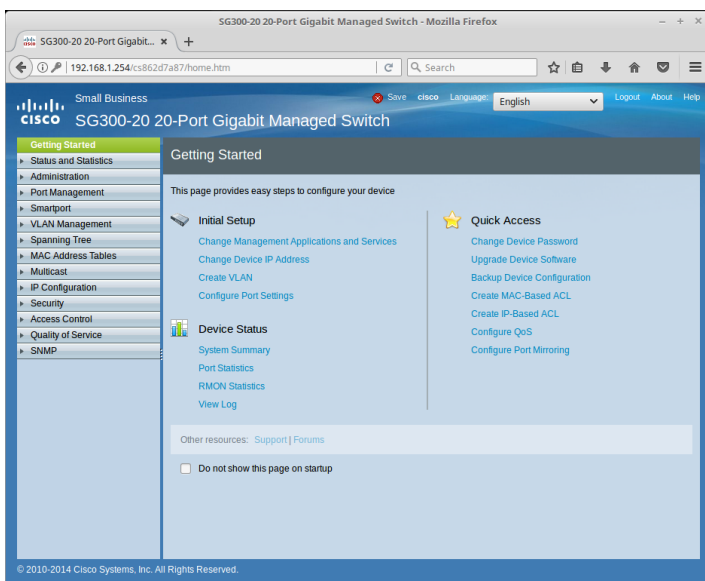 SG300-20 20-Port Gigabit Managed Switch - Mozilla Firefox
SG300-20 20-Port Gigabit...
192.168.1.254/cs862d7a87/home.htm
Search
Small Business
Save cisco Language: English Logout About Help
CISCO SG300-20 20-Port Gigabit Managed Switch
Getting Started
Status and Statistics
Administration
Port Management
Smartport
VLAN Management
Spanning Tree
MAC Address Tables
Multicast
IP Configuration
Security
Access Control
Quality of Service
SNMP
Getting Started
This page provides easy steps to configure your device
Initial Setup
Change Management Applications and Services
Change Device IP Address
Create VLAN
Configure Port Settings
Device Status
System Summary
Port Statistics
RMON Statistics
View Log
Quick Access
Change Device Password
Upgrade Device Software
Backup Device Configuration
Create MAC-Based ACL
Create IP-Based ACL
Configure QoS
Configure Port Mirroring
Other resources: Support | Forums
Do not show this page on startup
© 2010-2014 Cisco Systems, Inc. All Rights Reserved.